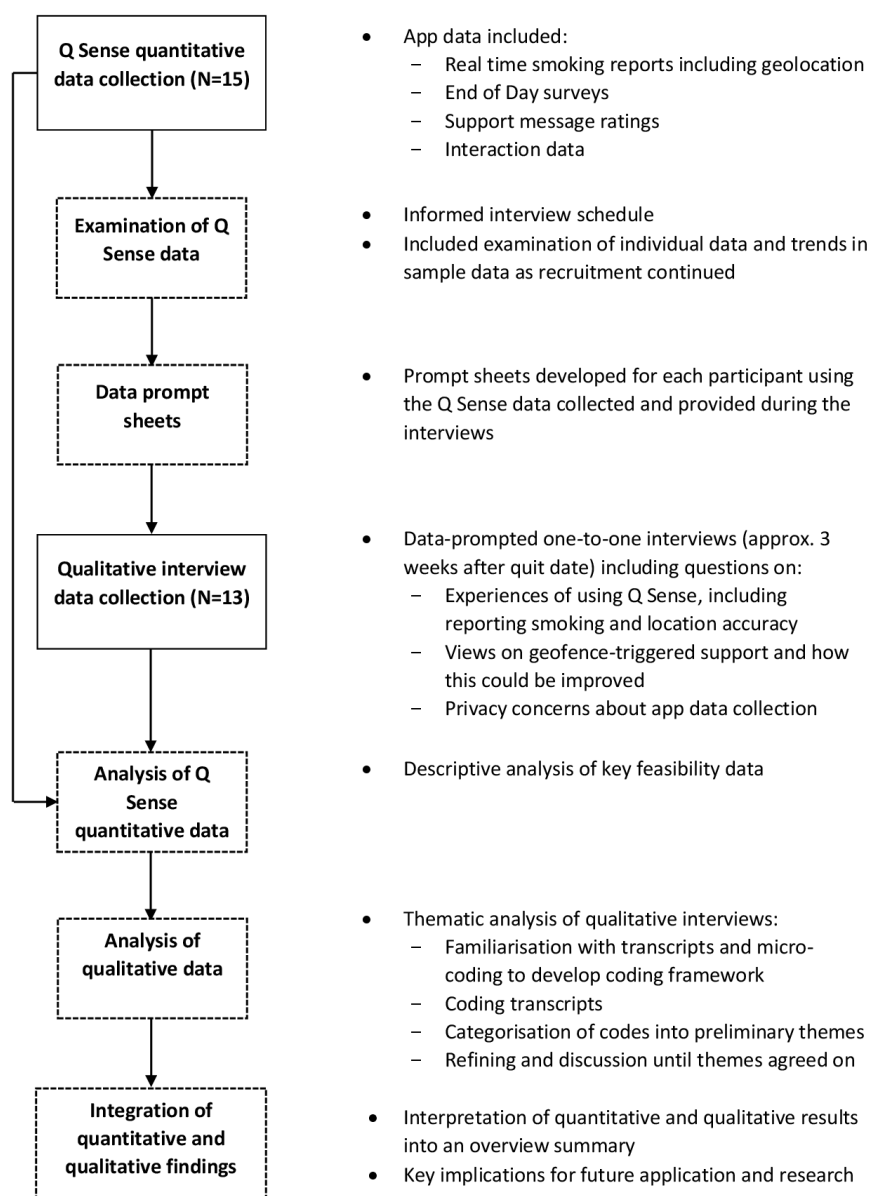 Q Sense quantitative
data collection (N=15)
• App data included:
− Real time smoking reports including geolocation
− End of Day surveys
− Support message ratings
− Interaction data
Examination of Q
Sense data
• Informed interview schedule
• Included examination of individual data and trends in
sample data as recruitment continued
Data prompt
sheets
• Prompt sheets developed for each participant using
the Q Sense data collected and provided during the
interviews
Qualitative interview
data collection (N=13)
• Data-prompted one-to-one interviews (approx. 3
weeks after quit date) including questions on:
− Experiences of using Q Sense, including
reporting smoking and location accuracy
− Views on geofence-triggered support and how
this could be improved
− Privacy concerns about app data collection
Analysis of Q
Sense
quantitative data
• Descriptive analysis of key feasibility data
Analysis of
qualitative data
• Thematic analysis of qualitative interviews:
− Familiarisation with transcripts and micro-
coding to develop coding framework
− Coding transcripts
− Categorisation of codes into preliminary themes
− Refining and discussion until themes agreed on
Integration of
quantitative and
qualitative findings
• Interpretation of quantitative and qualitative results
into an overview summary
• Key implications for future application and research